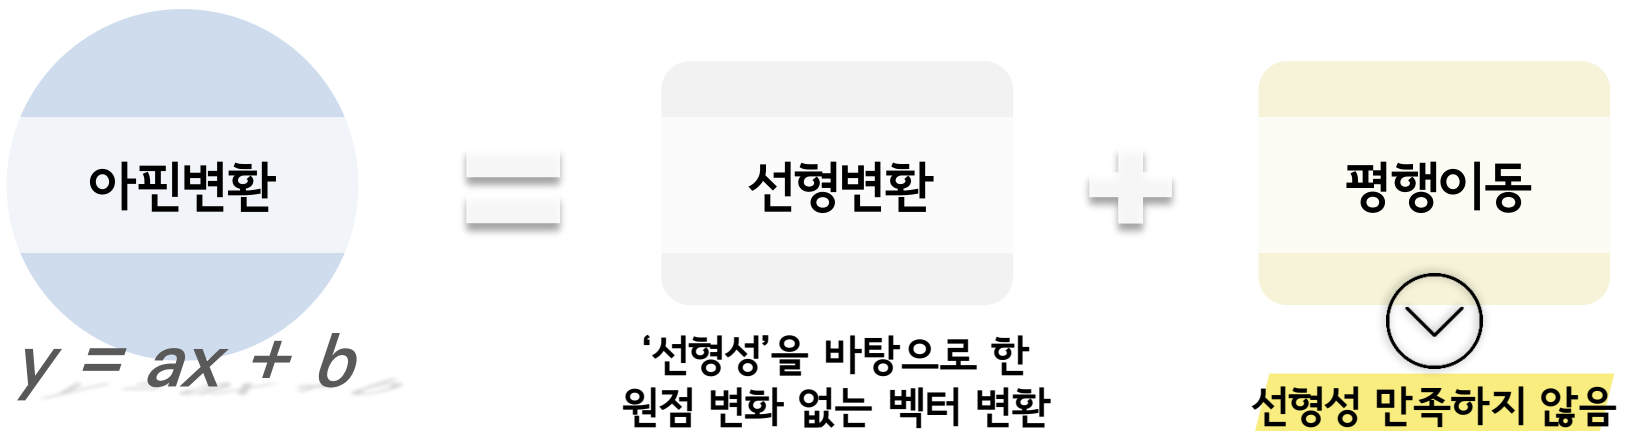 아핀변환 = 선형변환 + 평행이동
y = ax + b
‘선형성’을 바탕으로 한
원점 변화 없는 벡터 변환
선형성 만족하지 않음